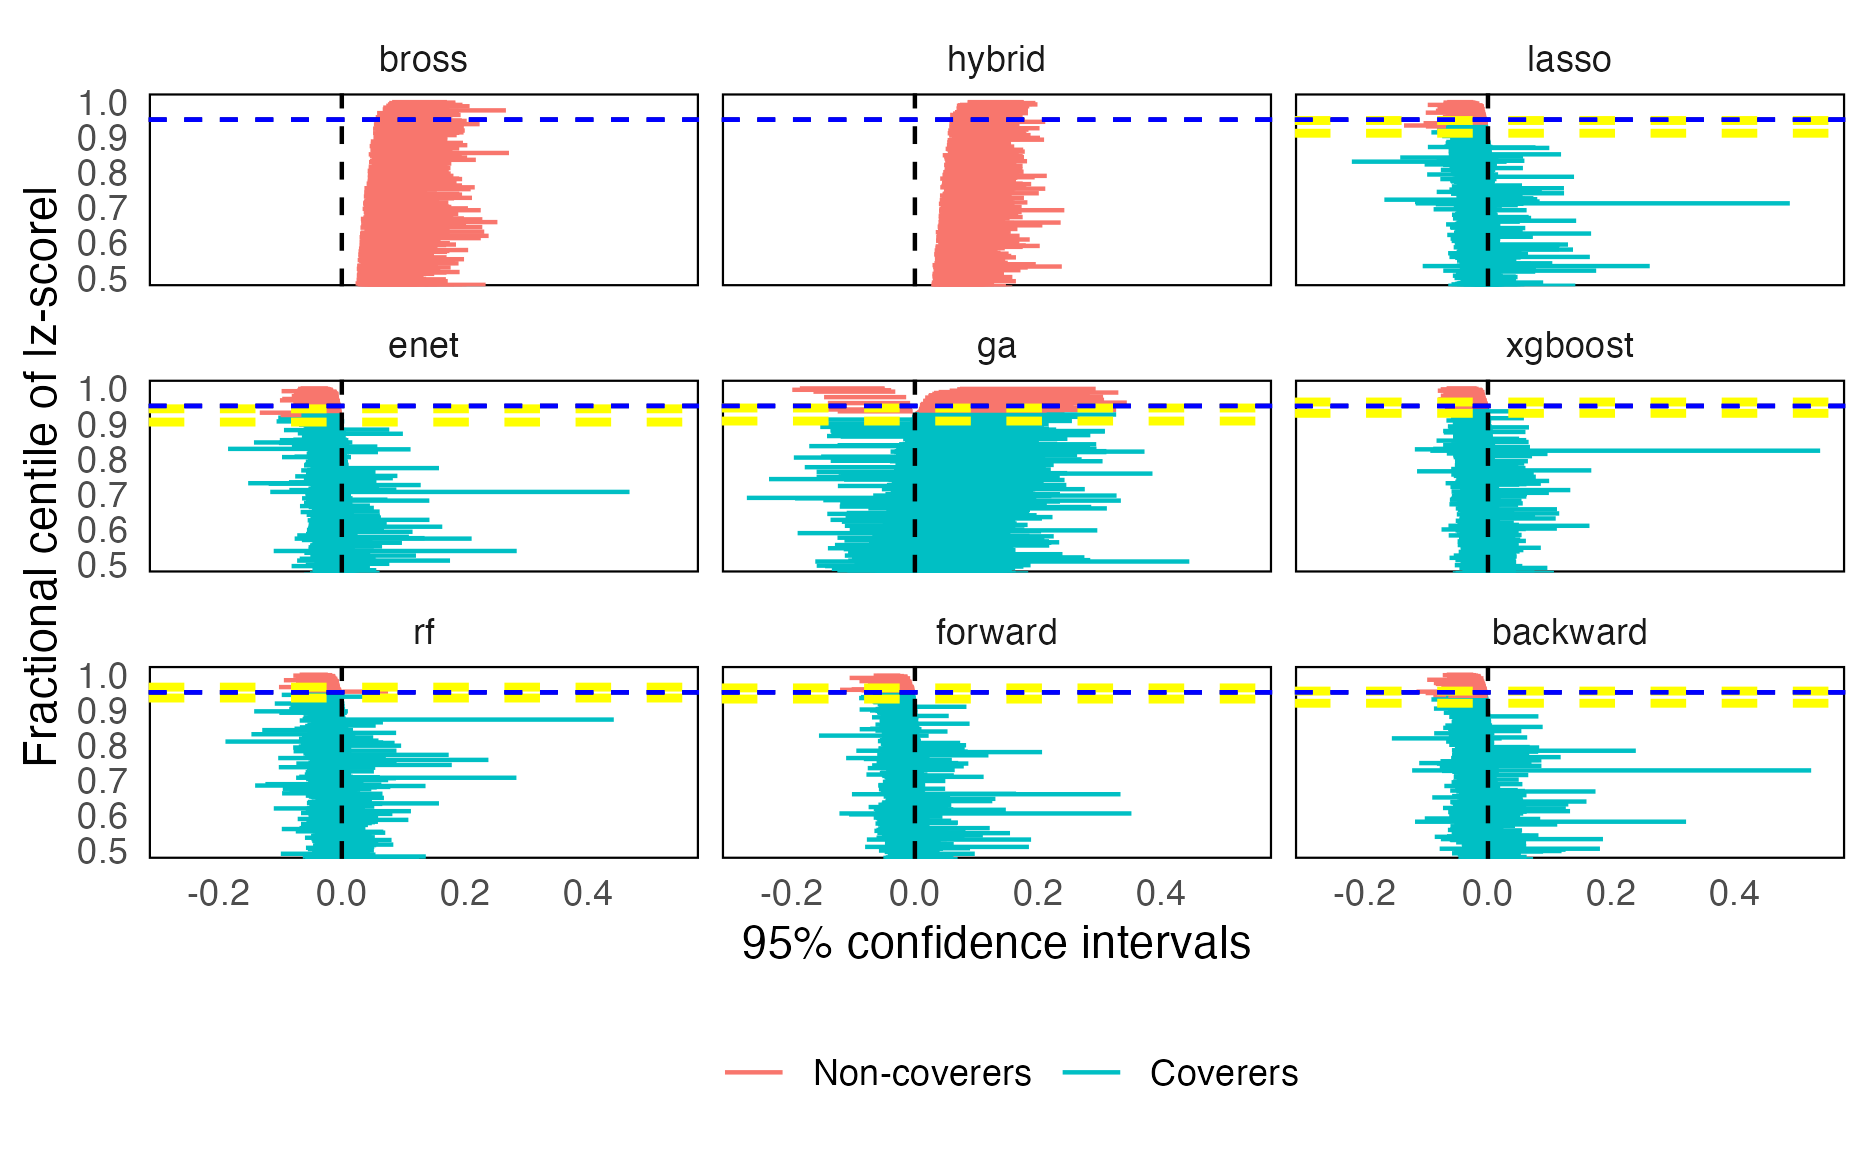 bross hybrid lasso
1.0
0.9
0.8
0.7
0.6
0.5
enet ga xgboost
1.0
0.9
0.8
0.7
0.6
0.5
rf forward backward
1.0
0.9
0.8
0.7
0.6
0.5
-0.2 0.0 0.2 0.4 -0.2 0.0 0.2 0.4 -0.2 0.0 0.2 0.4
Fractional centile of |z-score|
95% confidence intervals
Non-coverers Coverers